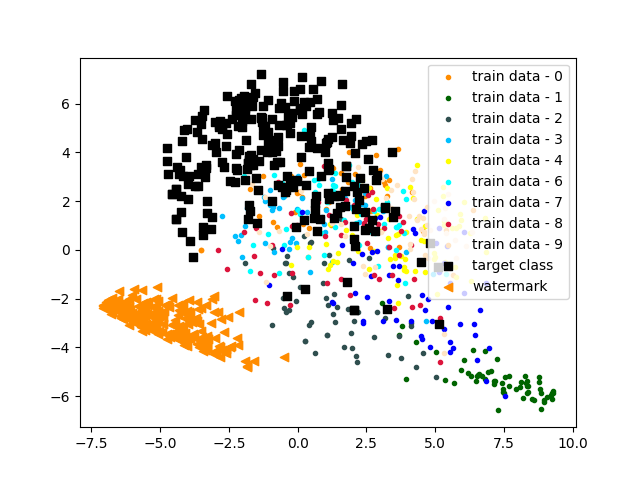 train data - 0
train data - 1
train data - 2
train data - 3
train data - 4
train data - 6
train data - 7
train data - 8
train data - 9
target class
watermark
6
4
2
0
−2
−4
−6
−7.5 −5.0 −2.5 0.0 2.5 5.0 7.5 10.0